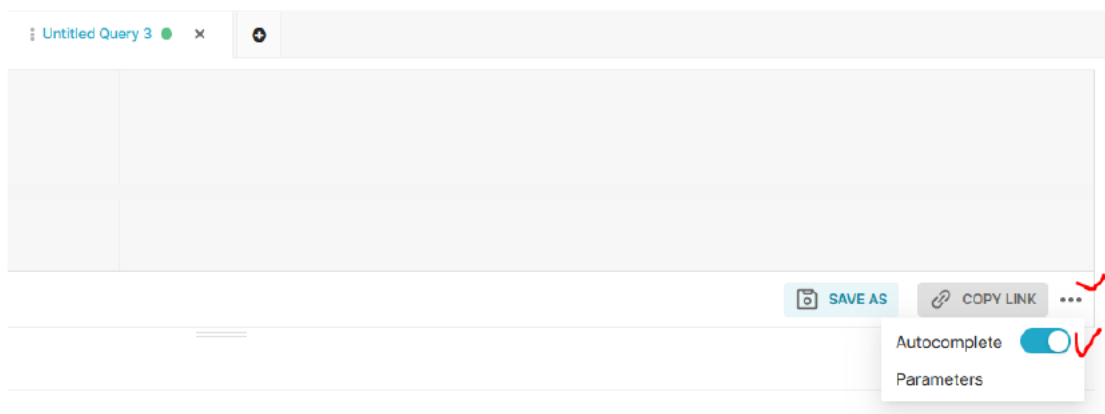 Untitled Query 3
SAVE AS
COPY LINK
Autocomplete
Parameters